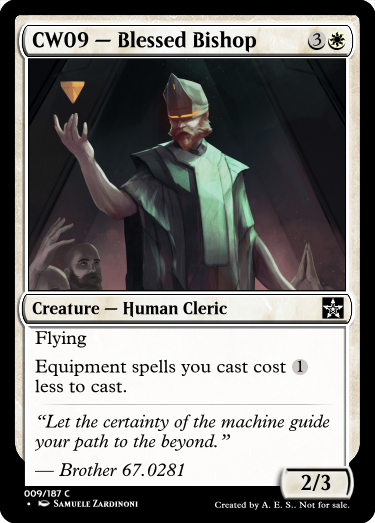 CW09 — Blessed Bishop 3
Creature — Human Cleric
Flying
Equipment spells you cast cost 1
less to cast.
“Let the certainty of the machine guide
your path to the beyond.”
— Brother 67.0281
2/3
009/187 C
• Samuele Zardinoni
Created by A. E. S.. Not for sale.